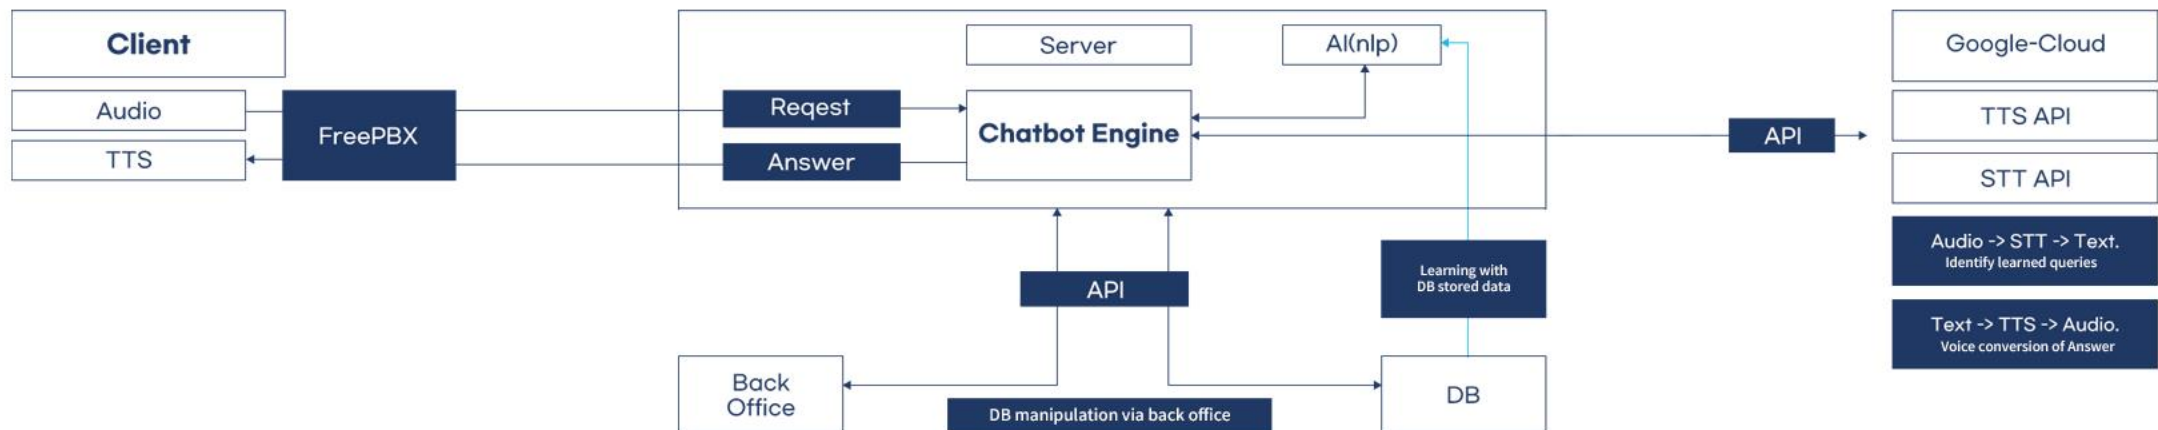 Client
Audio
TTS
FreePBX
Reqest
Answer
Server
AI(nlp)
Chatbot Engine
API
Google-Cloud
TTS API
STT API
Audio -> STT -> Text.
Identify learned queries
Text -> TTS -> Audio.
Voice conversion of Answer
API
Learning with
DB stored data
Back
Office
DB manipulation via back office
DB